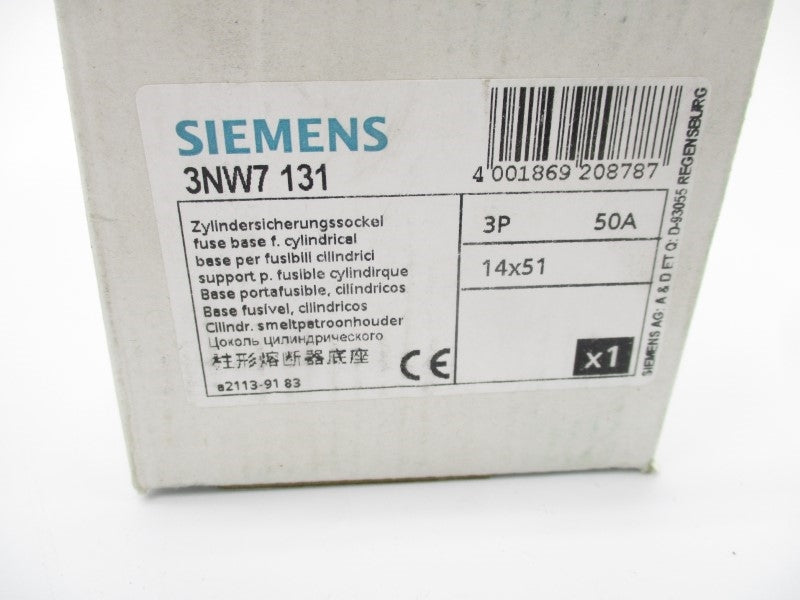 SIEMENS
3NW7 131
4 001869 208787
Zylindersicherungssockel
fuse base f. cylindrical
base per fusibili cilindrici
support p. fusible cylindirque
Base portafusible, cilíndricos
Base fusível, cilíndricos
Cilindr. smeltpatroonhouder
Цоколь цилиндрического
柱形熔断器底座
a2113-91 83
CE
3P 50A
14x51
x1
SIEMENS AG: A & D ET Q: D-93055 REGENSBURG